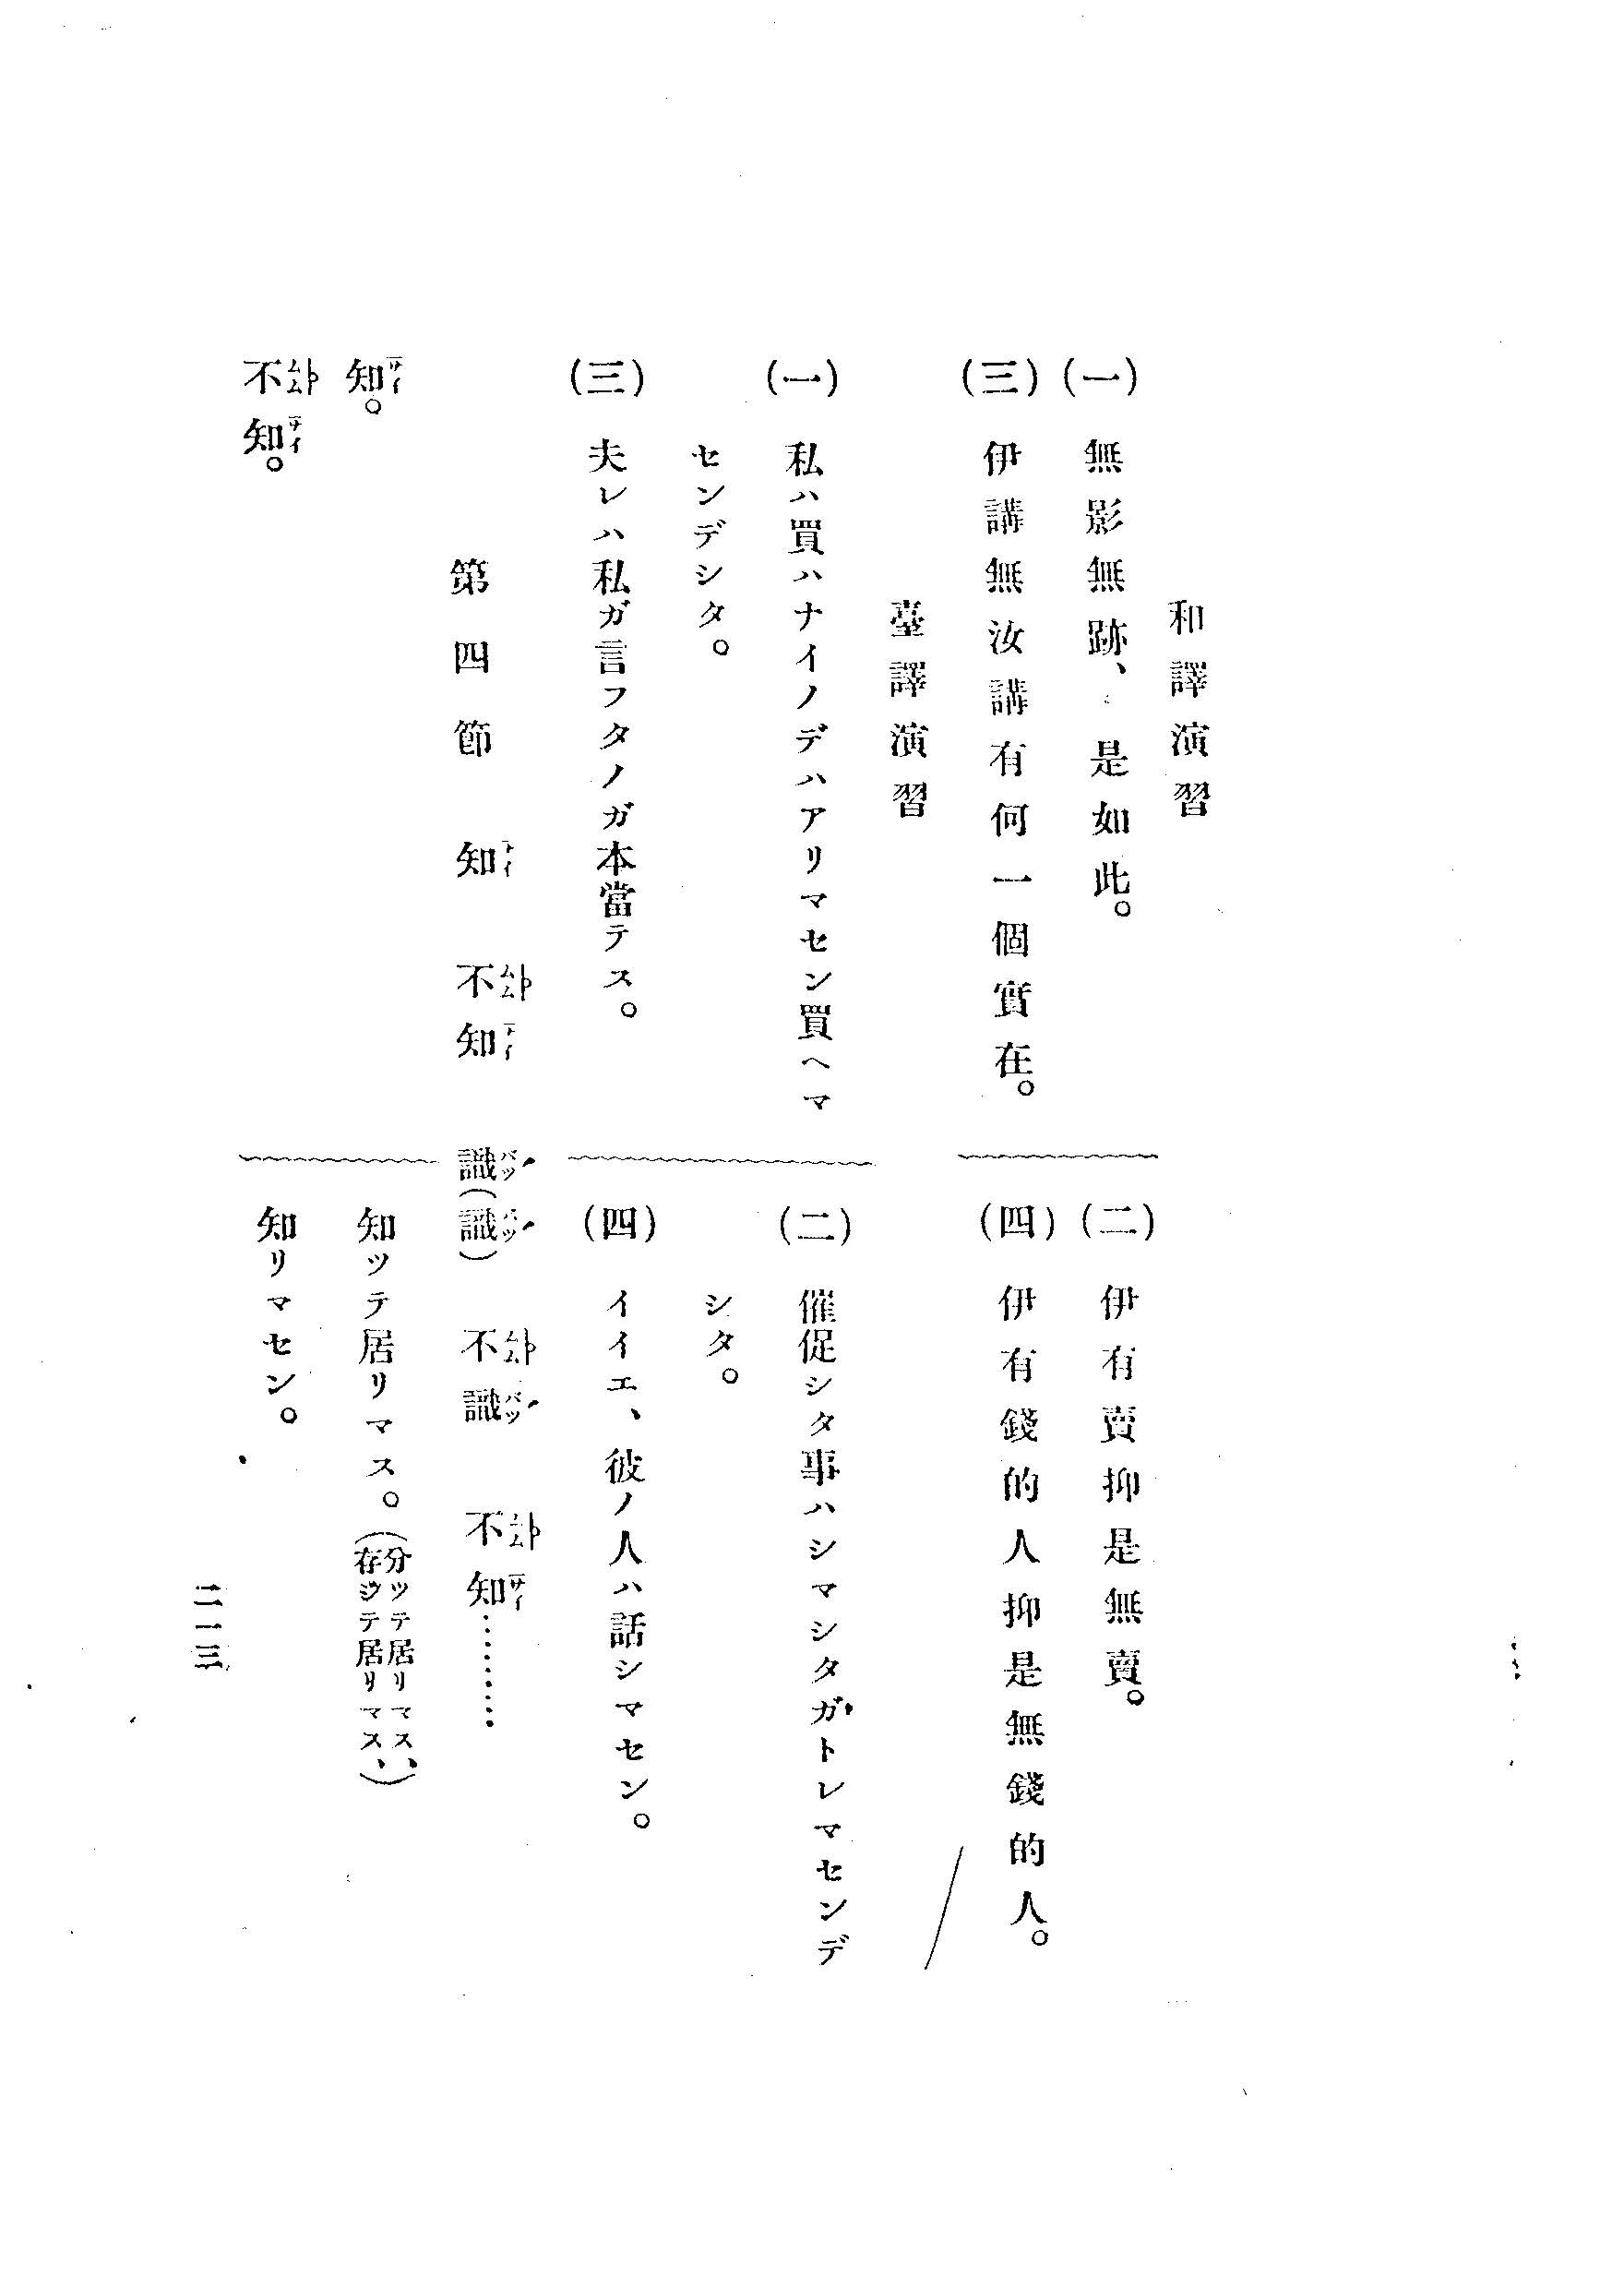 和譯演習
(一) 無影無跡、是如此。
(二) 伊有賣抑是無賣。
(三) 伊講無汝講有何一個實在。
(四) 伊有錢的人抑是無錢的人。
臺譯演習
(一) 私ハ買ハナイノデハアリマセン買ヘマ
センデシタ。
(二) 催促シタ事ハシマシタガトレマセンデ
シタ。
(三) 夫レハ私ガ言フタノガ本當テス。
(四) イイエ、彼ノ人ハ話シマセン。
第四節 知 不知 識(識) 不識 不知………
知。
知ッテ居リマス。(分ッテ居リマス、存ジテ居リマス、)
不知。
知リマセン。
二一三